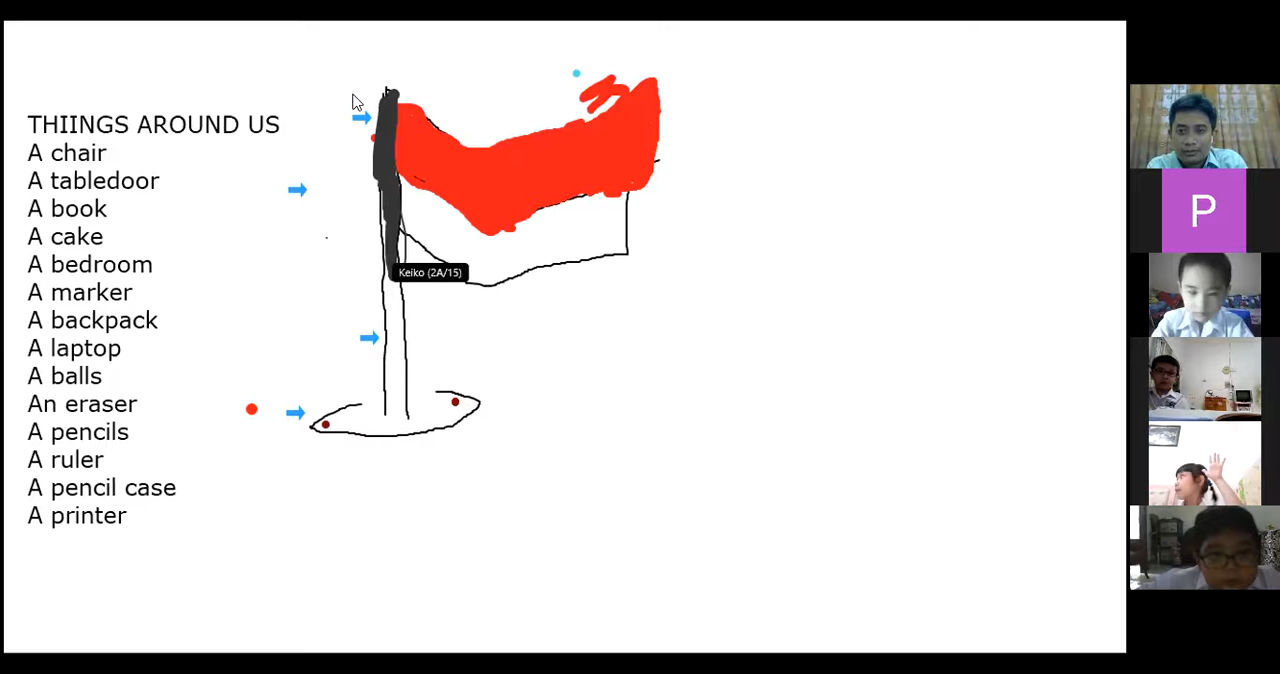 THIINGS AROUND US
A chair
A tabledoor
A book
A cake
A bedroom
A marker
A backpack
A laptop
A balls
An eraser
A pencils
A ruler
A pencil case
A printer
Keiko (2A/15)
P